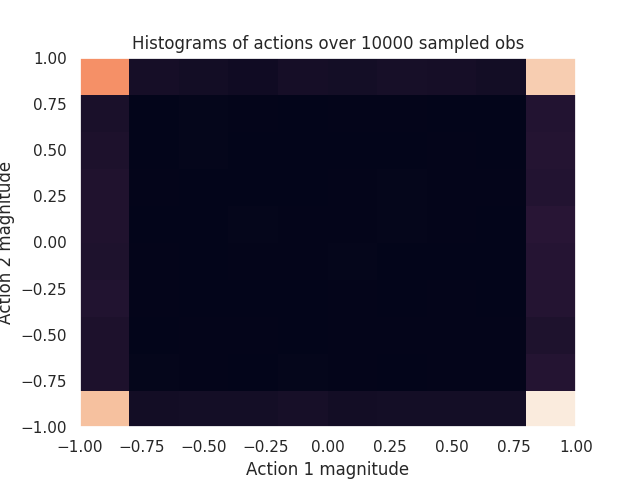 Histograms of actions over 10000 sampled obs
1.00
0.75
0.50
0.25
0.00
−0.25
−0.50
−0.75
−1.00
Action 2 magnitude
−1.00 −0.75 −0.50 −0.25 0.00 0.25 0.50 0.75 1.00
Action 1 magnitude